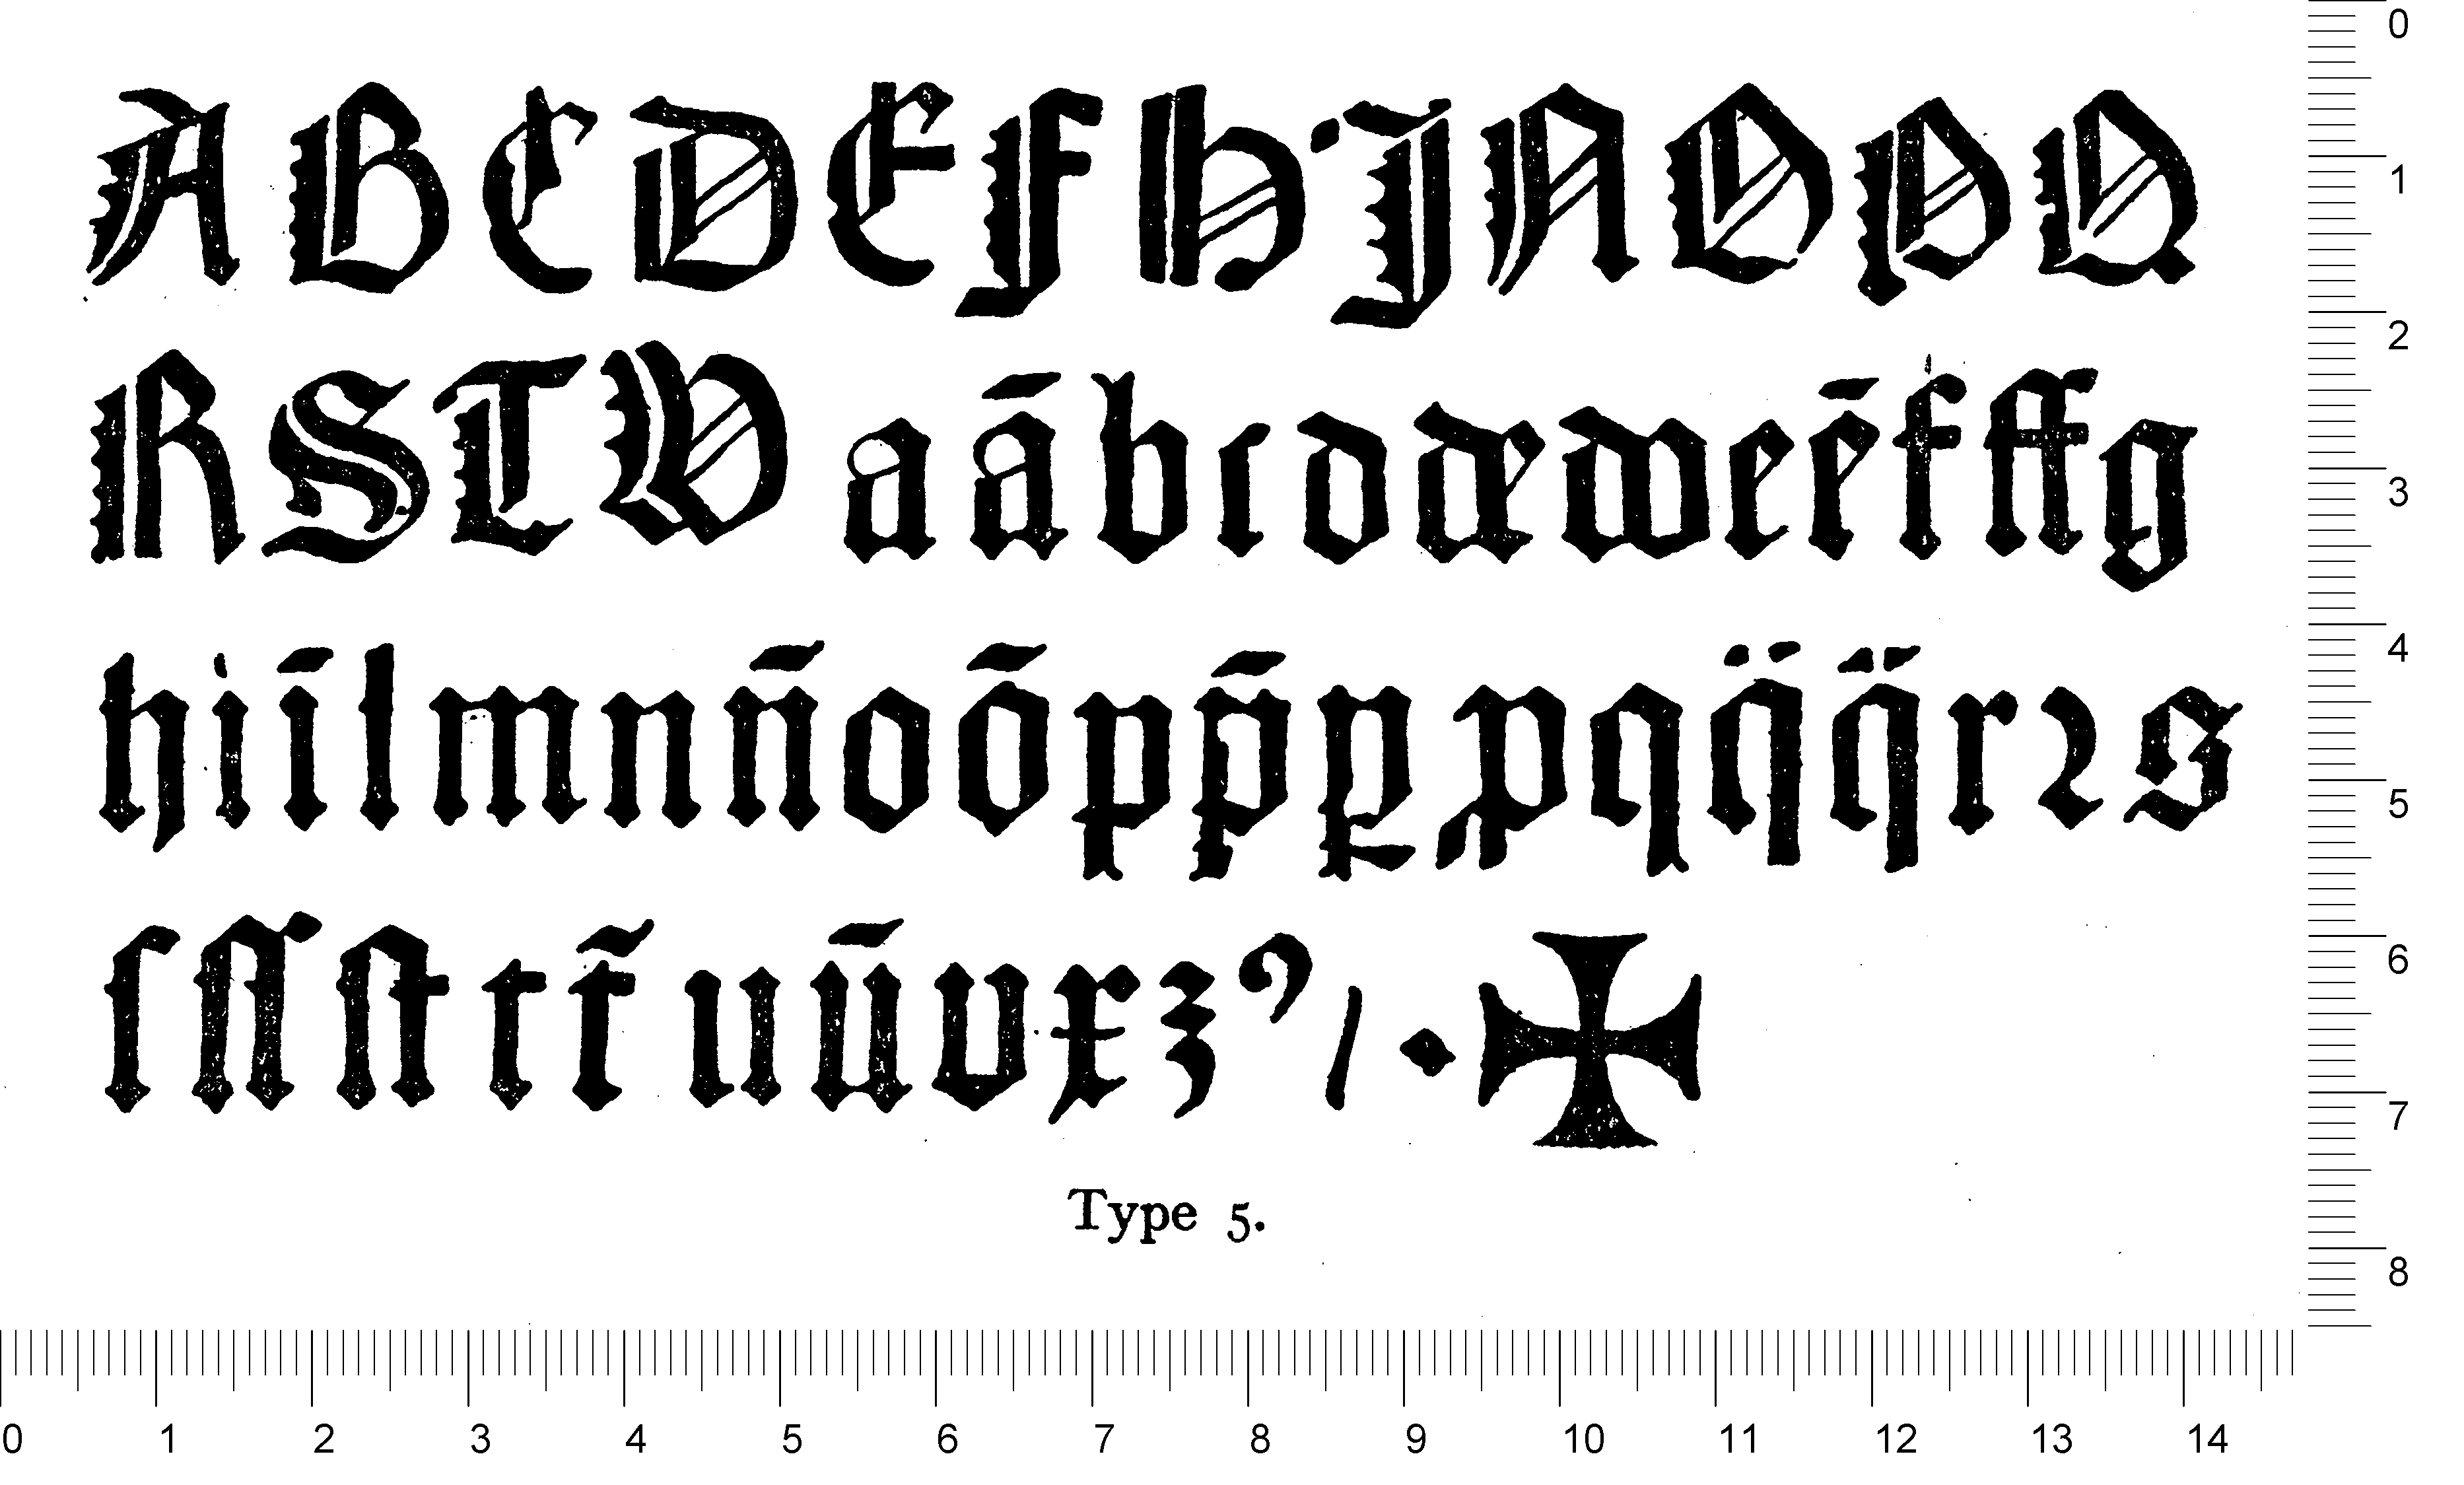 A B C D E F H J N O P Q
R S T V a ā b c d æ ꝏ e ē f ff g
h i ī l m n n̄ o ō p p̄ ꝑ ꝓ q q̈ q̈ r ꝛ s
ſ ſſ ſt t t̃ u ū v x ꝫ ꝰ / · ✠
Type 5.
0
1
2
3
4
5
6
7
8
0 1 2 3 4 5 6 7 8 9 10 11 12 13 14